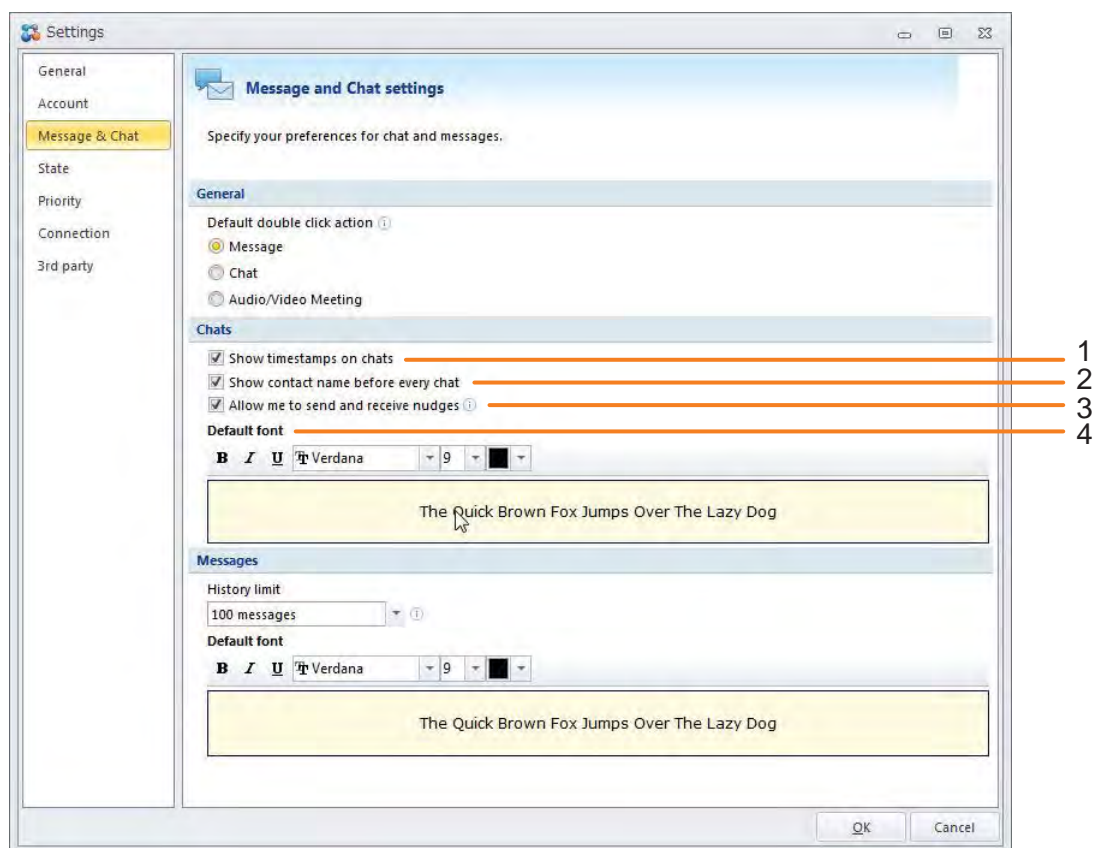 Settings
General
Account
Message & Chat
State
Priority
Connection
3rd party
Message and Chat settings
Specify your preferences for chat and messages.
General
Default double click action
Message
Chat
Audio/Video Meeting
Chats
Show timestamps on chats
Show contact name before every chat
Allow me to send and receive nudges
Default font
B I U Verdana 9
The Quick Brown Fox Jumps Over The Lazy Dog
Messages
History limit
100 messages
Default font
B I U Verdana 9
The Quick Brown Fox Jumps Over The Lazy Dog
OK Cancel
1
2
3
4